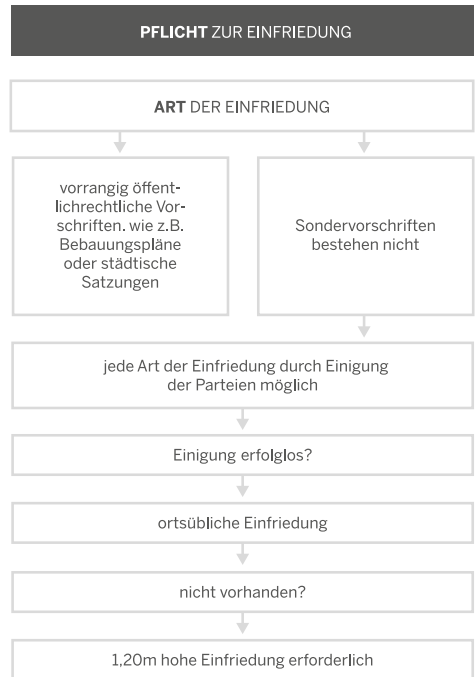 PFLICHT ZUR EINFRIEDUNG
ART DER EINFRIEDUNG
vorrangig öffent-
lichrechtliche Vor-
schriften. wie z.B.
Bebauungspläne
oder städtische
Satzungen
Sondervorschriften
bestehen nicht
jede Art der Einfriedung durch Einigung
der Parteien möglich
Einigung erfolglos?
ortsübliche Einfriedung
nicht vorhanden?
1,20m hohe Einfriedung erforderlich